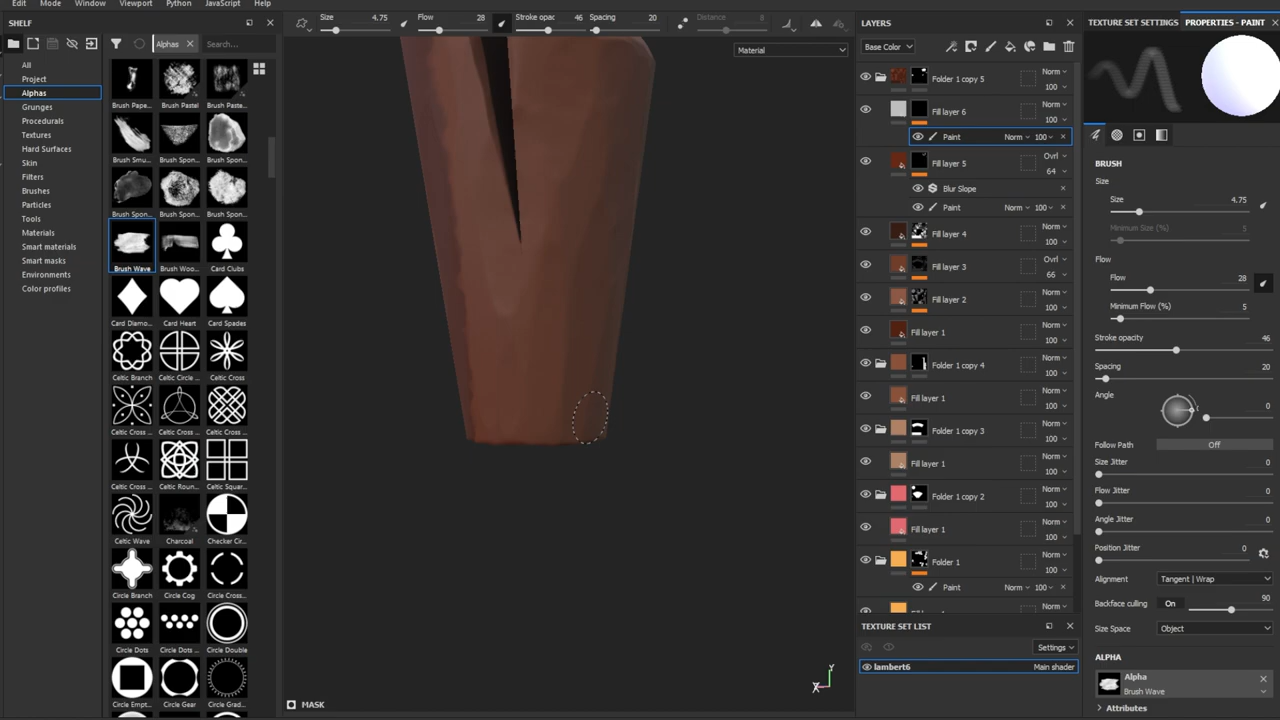 Edit Mode Window Viewport Python JavaScript Help
SHELF
Alphas
Search...
All
Project
Alphas
Grunges
Procedurals
Textures
Hard Surfaces
Skin
Filters
Brushes
Particles
Tools
Materials
Smart materials
Smart masks
Environments
Color profiles
Brush Pape... Brush Pastel Brush Paste...
Brush Smu... Brush Spon... Brush Spon...
Brush Spon... Brush Spon... Brush Spon...
Brush Wave Brush Woo... Card Clubs
Card Diamo... Card Heart Card Spades
Celtic Branch Celtic Circle ... Celtic Cross
Celtic Cross ... Celtic Cross ... Celtic Cross ...
Celtic Cross ... Celtic Roun... Celtic Squar...
Celtic Wave Charcoal Checker Cir...
Circle Branch Circle Cog Circle Cros...
Circle Dots Circle Dots ... Circle Double
Circle Empt... Circle Gear Circle Grad...
Size 4.75 Flow 28 Stroke opac 46 Spacing 20 Distance 8
Material
Y
X
MASK
LAYERS
Base Color
Folder 1 copy 5 Norm 100
Fill layer 6 Norm 100
Paint Norm 100
Fill layer 5 Ovrl 64
Blur Slope
Paint Norm 100
Fill layer 4 Norm 100
Fill layer 3 Ovrl 66
Fill layer 2 Norm 100
Fill layer 1 Norm 100
Folder 1 copy 4 Norm 100
Fill layer 1 Norm 100
Folder 1 copy 3 Norm 100
Fill layer 1 Norm 100
Folder 1 copy 2 Norm 100
Fill layer 1 Norm 100
Folder 1 Norm 100
Paint Norm 100
Norm
TEXTURE SET LIST
Settings
lambert6 Main shader
TEXTURE SET SETTINGS PROPERTIES - PAINT
BRUSH
Size
Size 4.75
Minimum Size (%) 5
Flow
Flow 28
Minimum Flow (%) 5
Stroke opacity 46
Spacing 20
Angle 0
Follow Path Off
Size Jitter 0
Flow Jitter 0
Angle Jitter 0
Position Jitter 0
Alignment Tangent | Wrap
Backface culling On 90
Size Space Object
ALPHA
Alpha
Brush Wave
Attributes